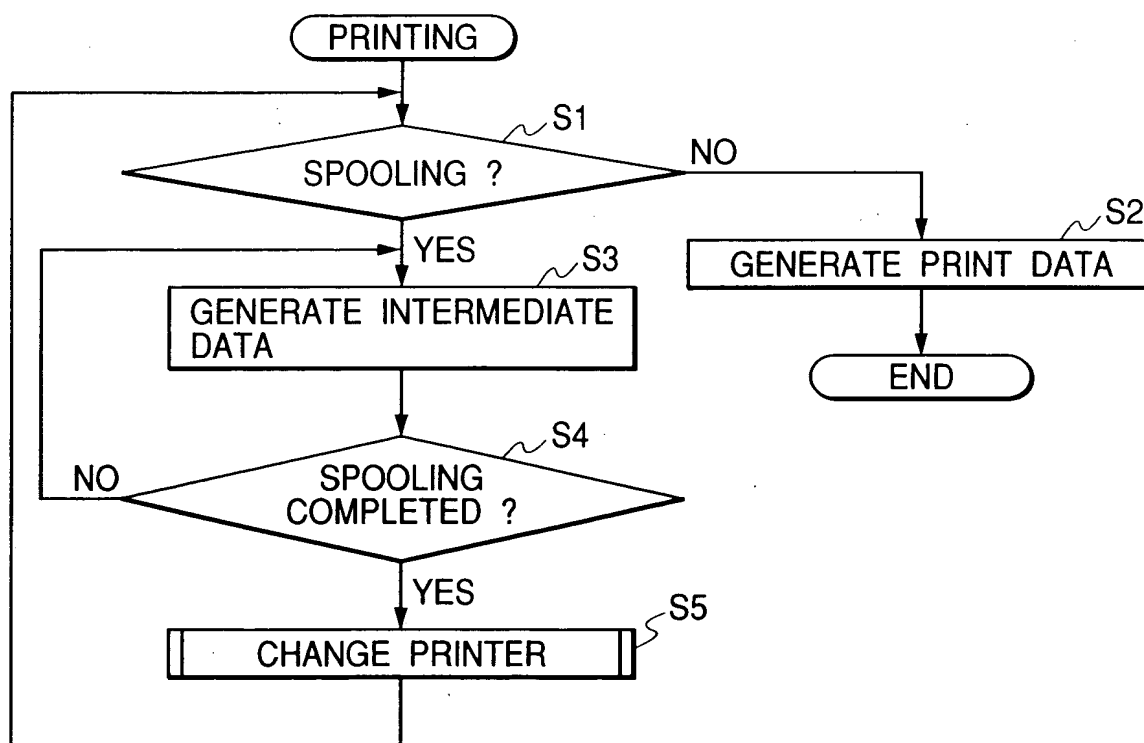 PRINTING
S1
SPOOLING ?
NO
YES
S2
GENERATE PRINT DATA
END
S3
GENERATE INTERMEDIATE
DATA
S4
SPOOLING
COMPLETED ?
NO
YES
S5
CHANGE PRINTER